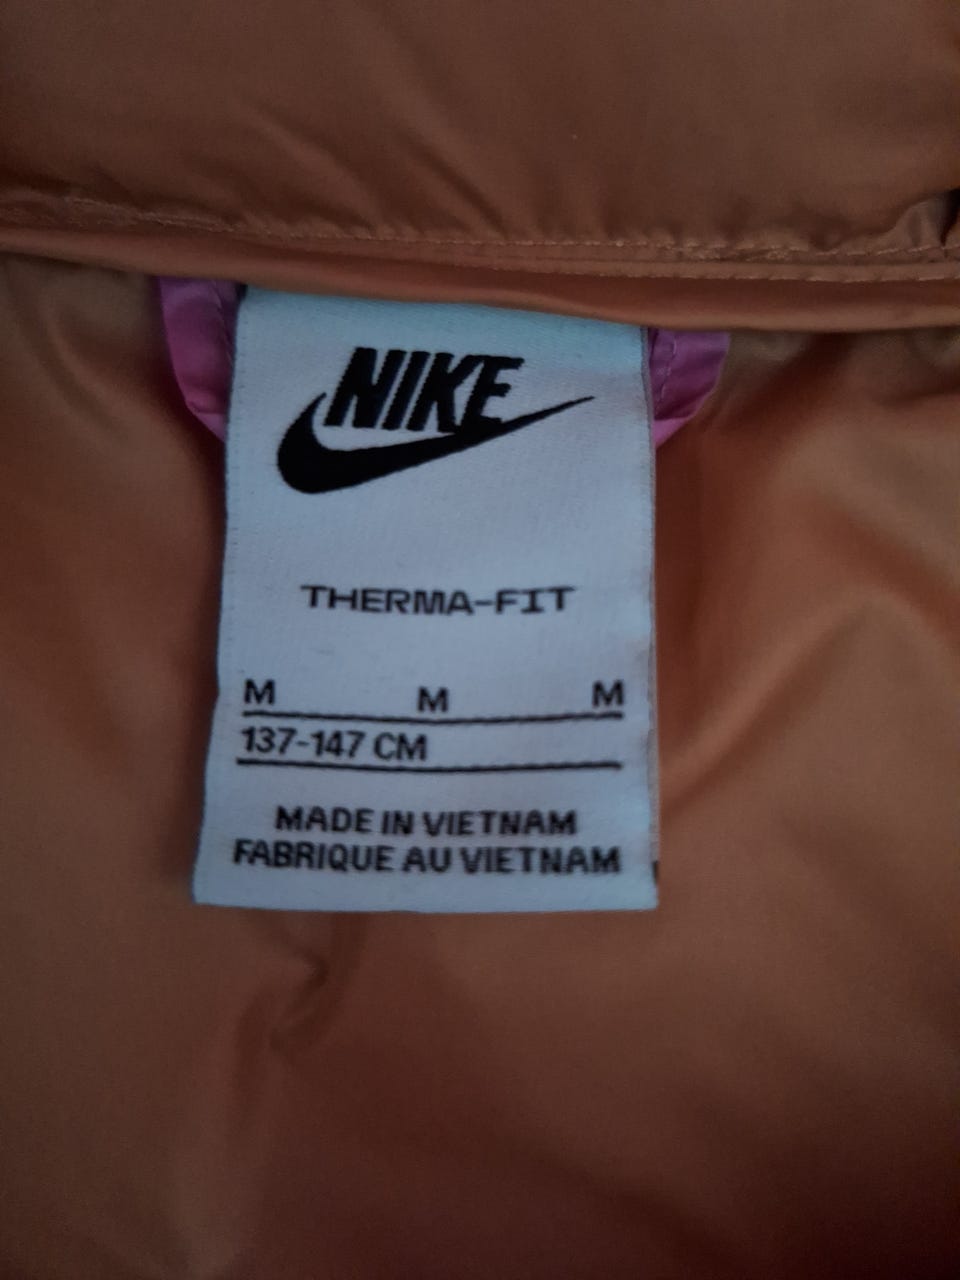 NIKE
THERMA-FIT
M M M
137-147 CM
MADE IN VIETNAM
FABRIQUE AU VIETNAM